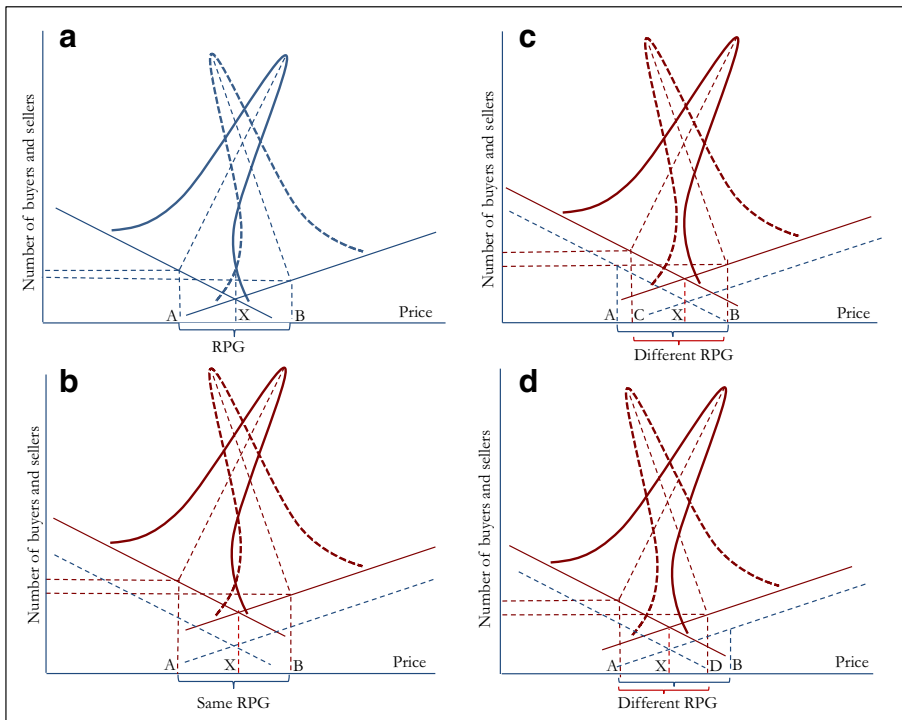 a
Number of buyers and sellers
A X B Price
RPG
b
Number of buyers and sellers
A X B Price
Same RPG
c
Number of buyers and sellers
A C X B Price
Different RPG
d
Number of buyers and sellers
A X D B Price
Different RPG